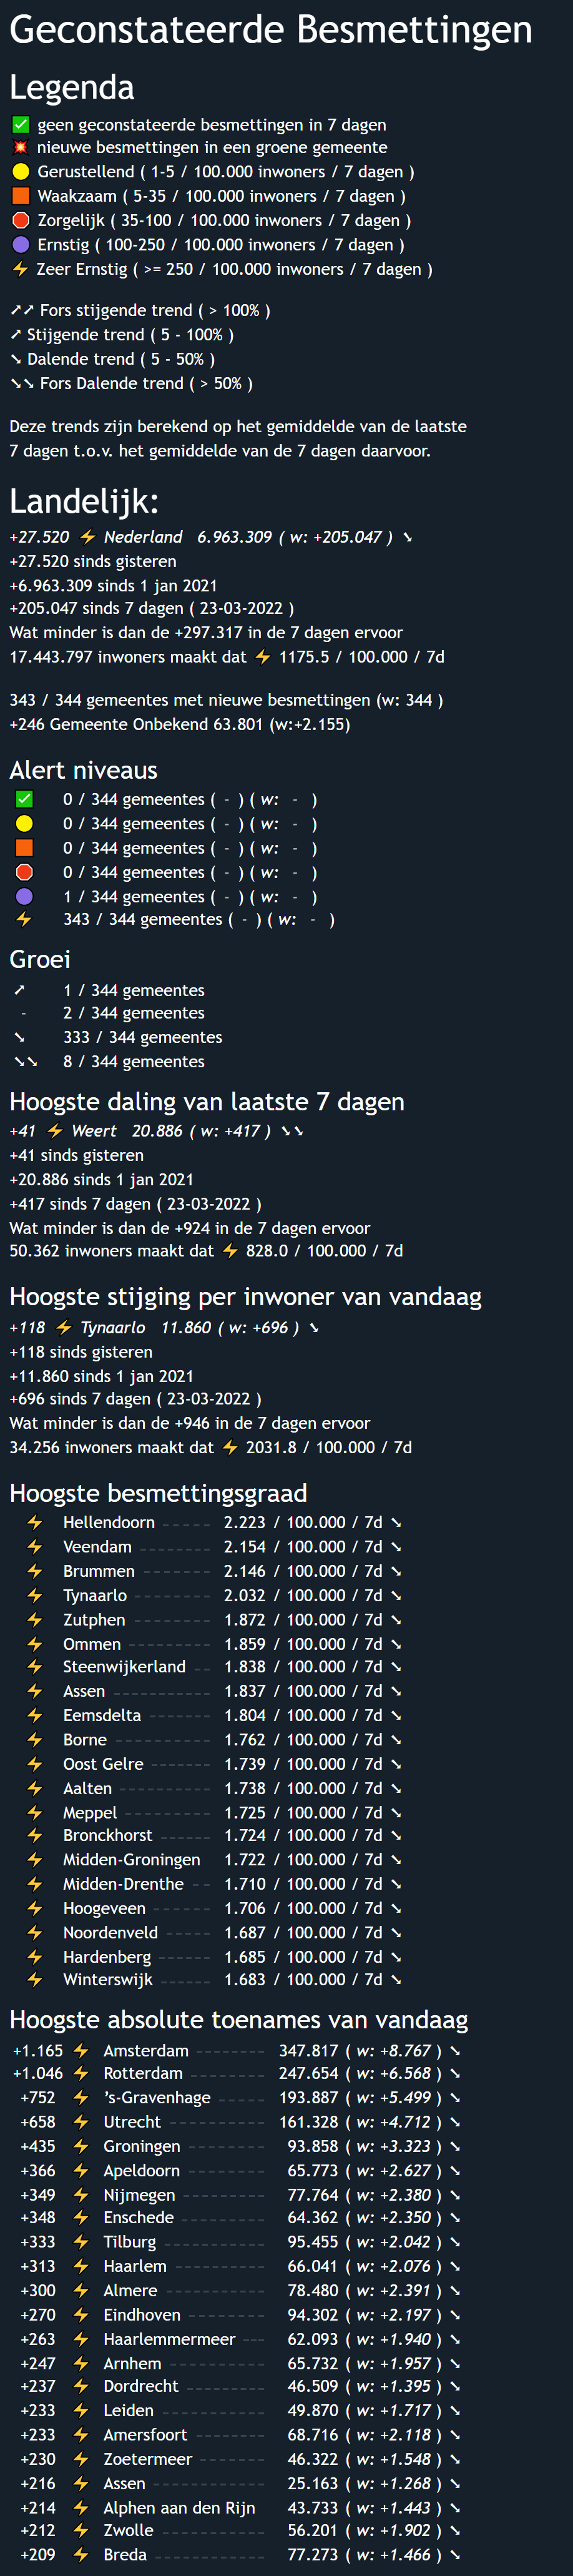 Geconstateerde Besmettingen
Legenda
✅ geen geconstateerde besmettingen in 7 dagen
💥 nieuwe besmettingen in een groene gemeente
🟡 Gerustellend ( 1-5 / 100.000 inwoners / 7 dagen )
🟧 Waakzaam ( 5-35 / 100.000 inwoners / 7 dagen )
🛑 Zorgelijk ( 35-100 / 100.000 inwoners / 7 dagen )
🟣 Ernstig ( 100-250 / 100.000 inwoners / 7 dagen )
⚡ Zeer Ernstig ( >= 250 / 100.000 inwoners / 7 dagen )
➚➚ Fors stijgende trend ( > 100% )
➚ Stijgende trend ( 5 - 100% )
➘ Dalende trend ( 5 - 50% )
➘➘ Fors Dalende trend ( > 50% )
Deze trends zijn berekend op het gemiddelde van de laatste
7 dagen t.o.v. het gemiddelde van de 7 dagen daarvoor.
Landelijk:
+27.520 ⚡ Nederland 6.963.309 ( w: +205.047 ) ➘
+27.520 sinds gisteren
+6.963.309 sinds 1 jan 2021
+205.047 sinds 7 dagen ( 23-03-2022 )
Wat minder is dan de +297.317 in de 7 dagen ervoor
17.443.797 inwoners maakt dat ⚡ 1175.5 / 100.000 / 7d
343 / 344 gemeentes met nieuwe besmettingen (w: 344 )
+246 Gemeente Onbekend 63.801 (w:+2.155)
Alert niveaus
✅ 0 / 344 gemeentes ( - ) ( w: - )
🟡 0 / 344 gemeentes ( - ) ( w: - )
🟧 0 / 344 gemeentes ( - ) ( w: - )
🛑 0 / 344 gemeentes ( - ) ( w: - )
🟣 1 / 344 gemeentes ( - ) ( w: - )
⚡ 343 / 344 gemeentes ( - ) ( w: - )
Groei
➚ 1 / 344 gemeentes
- 2 / 344 gemeentes
➘ 333 / 344 gemeentes
➘➘ 8 / 344 gemeentes
Hoogste daling van laatste 7 dagen
+41 ⚡ Weert 20.886 ( w: +417 ) ➘➘
+41 sinds gisteren
+20.886 sinds 1 jan 2021
+417 sinds 7 dagen ( 23-03-2022 )
Wat minder is dan de +924 in de 7 dagen ervoor
50.362 inwoners maakt dat ⚡ 828.0 / 100.000 / 7d
Hoogste stijging per inwoner van vandaag
+118 ⚡ Tynaarlo 11.860 ( w: +696 ) ➘
+118 sinds gisteren
+11.860 sinds 1 jan 2021
+696 sinds 7 dagen ( 23-03-2022 )
Wat minder is dan de +946 in de 7 dagen ervoor
34.256 inwoners maakt dat ⚡ 2031.8 / 100.000 / 7d
Hoogste besmettingsgraad
⚡ Hellendoorn ----- 2.223 / 100.000 / 7d ➘
⚡ Veendam ------- 2.154 / 100.000 / 7d ➘
⚡ Brummen ------- 2.146 / 100.000 / 7d ➘
⚡ Tynaarlo -------- 2.032 / 100.000 / 7d ➘
⚡ Zutphen -------- 1.872 / 100.000 / 7d ➘
⚡ Ommen -------- 1.859 / 100.000 / 7d ➘
⚡ Steenwijkerland -- 1.838 / 100.000 / 7d ➘
⚡ Assen ---------- 1.837 / 100.000 / 7d ➘
⚡ Eemsdelta ------ 1.804 / 100.000 / 7d ➘
⚡ Borne ---------- 1.762 / 100.000 / 7d ➘
⚡ Oost Gelre ------ 1.739 / 100.000 / 7d ➘
⚡ Aalten --------- 1.738 / 100.000 / 7d ➘
⚡ Meppel --------- 1.725 / 100.000 / 7d ➘
⚡ Bronckhorst ----- 1.724 / 100.000 / 7d ➘
⚡ Midden-Groningen 1.722 / 100.000 / 7d ➘
⚡ Midden-Drenthe -- 1.710 / 100.000 / 7d ➘
⚡ Hoogeveen ------ 1.706 / 100.000 / 7d ➘
⚡ Noordenveld ----- 1.687 / 100.000 / 7d ➘
⚡ Hardenberg ------ 1.685 / 100.000 / 7d ➘
⚡ Winterswijk ----- 1.683 / 100.000 / 7d ➘
Hoogste absolute toenames van vandaag
+1.165 ⚡ Amsterdam ------- 347.817 ( w: +8.767 ) ➘
+1.046 ⚡ Rotterdam -------- 247.654 ( w: +6.568 ) ➘
+752 ⚡ ’s-Gravenhage ----- 193.887 ( w: +5.499 ) ➘
+658 ⚡ Utrecht ---------- 161.328 ( w: +4.712 ) ➘
+435 ⚡ Groningen -------- 93.858 ( w: +3.323 ) ➘
+366 ⚡ Apeldoorn -------- 65.773 ( w: +2.627 ) ➘
+349 ⚡ Nijmegen --------- 77.764 ( w: +2.380 ) ➘
+348 ⚡ Enschede --------- 64.362 ( w: +2.350 ) ➘
+333 ⚡ Tilburg ----------- 95.455 ( w: +2.042 ) ➘
+313 ⚡ Haarlem ---------- 66.041 ( w: +2.076 ) ➘
+300 ⚡ Almere ----------- 78.480 ( w: +2.391 ) ➘
+270 ⚡ Eindhoven -------- 94.302 ( w: +2.197 ) ➘
+263 ⚡ Haarlemmermeer --- 62.093 ( w: +1.940 ) ➘
+247 ⚡ Arnhem ---------- 65.732 ( w: +1.957 ) ➘
+237 ⚡ Dordrecht -------- 46.509 ( w: +1.395 ) ➘
+233 ⚡ Leiden ----------- 49.870 ( w: +1.717 ) ➘
+233 ⚡ Amersfoort ------- 68.716 ( w: +2.118 ) ➘
+230 ⚡ Zoetermeer ------- 46.322 ( w: +1.548 ) ➘
+216 ⚡ Assen ------------ 25.163 ( w: +1.268 ) ➘
+214 ⚡ Alphen aan den Rijn 43.733 ( w: +1.443 ) ➘
+212 ⚡ Zwolle ----------- 56.201 ( w: +1.902 ) ➘
+209 ⚡ Breda ------------ 77.273 ( w: +1.466 ) ➘